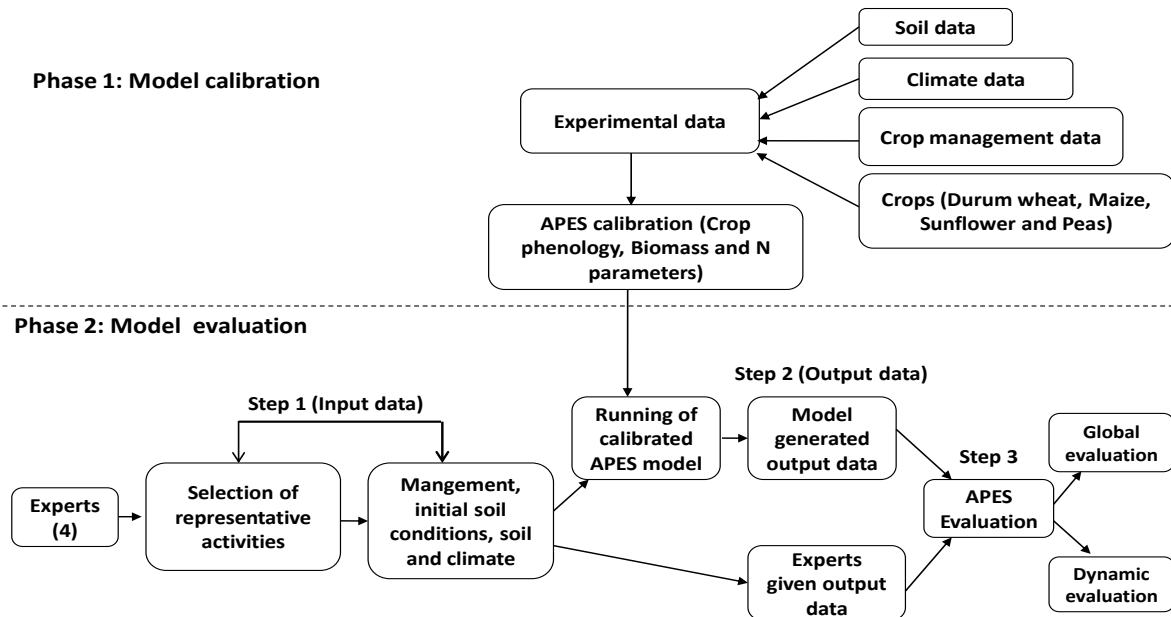 Phase 1: Model calibration
Soil data
Climate data
Experimental data
Crop management data
Crops (Durum wheat, Maize,
Sunflower and Peas)
APES calibration (Crop
phenology, Biomass and N
parameters)
Phase 2: Model evaluation
Step 1 (Input data)
Step 2 (Output data)
Experts
(4)
Selection of
representative
activities
Mangement,
initial soil
conditions, soil
and climate
Running of
calibrated
APES model
Model
generated
output data
Experts
given output
data
Step 3
APES
Evaluation
Global
evaluation
Dynamic
evaluation